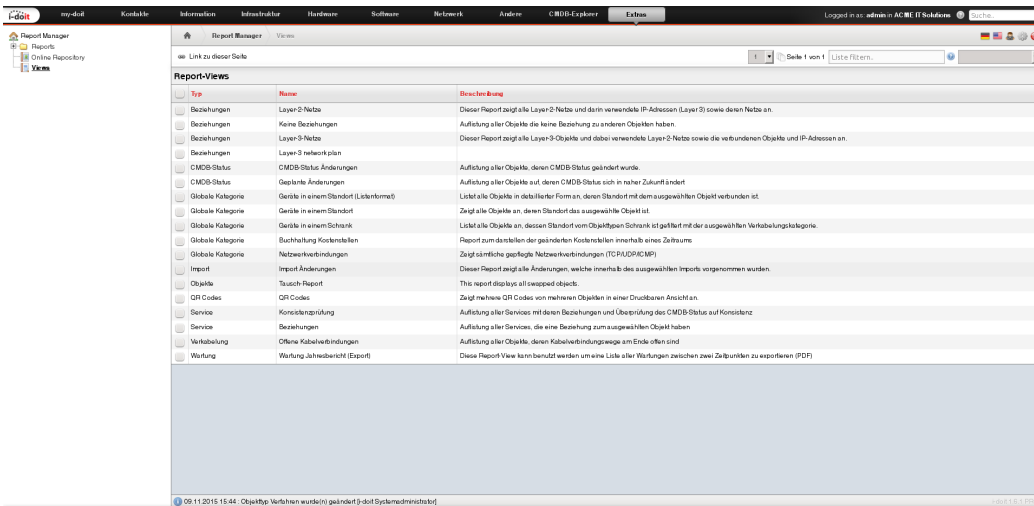 i-doit my-doit Kontakte Information Infrastruktur Hardware Software Netzwerk Andere CMDB-Explorer Extras Logged in as: admin in ACME IT Solutions Suche...
Report Manager
Reports
Online Repository
Views
Report Manager Views
Link zu dieser Seite 1 Seite 1 von 1 Liste filtern..
Report-Views
Typ Name Beschreibung
Beziehungen Layer-2-Netze Dieser Report zeigt alle Layer-2-Netze und darin verwendete IP-Adressen (Layer 3) sowie deren Netze an.
Beziehungen Keine Beziehungen Auflistung aller Objekte die keine Beziehung zu anderen Objekten haben.
Beziehungen Layer-3-Netze Dieser Report zeigt alle Layer-3-Objekte und dabei verwendete Layer-2-Netze sowie die verbundenen Objekte und IP-Adressen an.
Beziehungen Layer-3 network plan
CMDB-Status CMDB-Status Änderungen Auflistung aller Objekte, deren CMDB-Status geändert wurde.
CMDB-Status Geplante Änderungen Auflistung aller Objekte auf, deren CMDB-Status sich in naher Zukunft ändert
Globale Kategorie Geräte in einem Standort (Listenformat) Listet alle Objekte in detaillierter Form an, deren Standort mit dem ausgewählten Objekt verbunden ist.
Globale Kategorie Geräte in einem Standort Zeigt alle Objekte an, deren Standort das ausgewählte Objekt ist.
Globale Kategorie Geräte in einem Schrank Listet alle Objekte an, dessen Standort vom Objekttypen Schrank ist gefiltert mit der ausgewählten Verkabelungskategorie.
Globale Kategorie Buchhaltung Kostenstellen Report zum darstellen der geänderten Kostenstellen innerhalb eines Zeitraums
Globale Kategorie Netzwerkverbindungen Zeigt sämtliche gepflegte Netzwerkverbindungen (TCP/UDP/ICMP)
Import Import Änderungen Dieser Report zeigt alle Änderungen, welche innerhalb des ausgewählten Imports vorgenommen wurden.
Objekte Tausch-Report This report displays all swapped objects.
QR Codes QR Codes Zeigt mehrere QR Codes von mehreren Objekten in einer Druckbaren Ansicht an.
Service Konsistenzprüfung Auflistung aller Services mit deren Beziehungen und Überprüfung des CMDB-Status auf Konsistenz
Service Beziehungen Auflistung aller Services, die eine Beziehung zum ausgewählten Objekt haben
Verkabelung Offene Kabelverbindungen Auflistung aller Objekte, deren Kabelverbindungswege am Ende offen sind
Wartung Wartung Jahresbericht (Export) Diese Report-View kann benutzt werden um eine Liste aller Wartungen zwischen zwei Zeitpunkten zu exportieren (PDF)
09.11.2015 15:44 : Objekttyp Verfahren wurde(n) geändert [i-doit Systemadministrator] i-doit 1.6.1 PRO